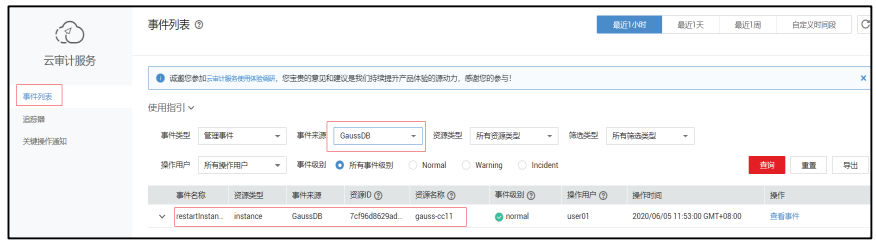 云审计服务
事件列表
追踪器
关键操作通知
事件列表
最近1小时 最近1天 最近1周 自定义时间段
诚邀您参加云审计服务使用体验调研，您宝贵的意见和建议是我们持续提升产品体验的源动力，感谢您的参与！
使用指引
事件类型 管理事件 事件来源 GaussDB 资源类型 所有资源类型 筛选类型 所有筛选类型
操作用户 所有操作用户 事件级别 所有事件级别 Normal Warning Incident 查询 重置 导出
事件名称 资源类型 事件来源 资源ID 资源名称 事件级别 操作用户 操作时间 操作
restartInstan... instance GaussDB 7cf96d8629ad... gauss-cc11 normal user01 2020/06/05 11:53:00 GMT+08:00 查看事件